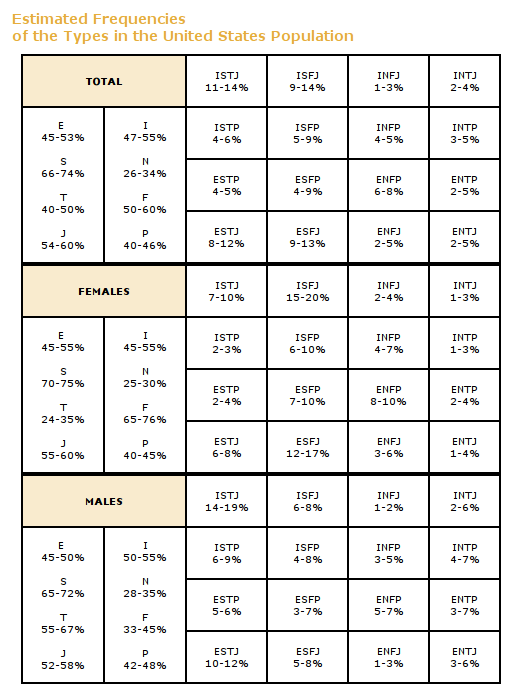 Estimated Frequencies
of the Types in the United States Population
TOTAL
ISTJ
11-14%
ISFJ
9-14%
INFJ
1-3%
INTJ
2-4%
E
45-53%
I
47-55%
S
66-74%
N
26-34%
T
40-50%
F
50-60%
J
54-60%
P
40-46%
ISTP
4-6%
ISFP
5-9%
INFP
4-5%
INTP
3-5%
ESTP
4-5%
ESFP
4-9%
ENFP
6-8%
ENTP
2-5%
ESTJ
8-12%
ESFJ
9-13%
ENFJ
2-5%
ENTJ
2-5%
FEMALES
ISTJ
7-10%
ISFJ
15-20%
INFJ
2-4%
INTJ
1-3%
E
45-55%
I
45-55%
S
70-75%
N
25-30%
T
24-35%
F
65-76%
J
55-60%
P
40-45%
ISTP
2-3%
ISFP
6-10%
INFP
4-7%
INTP
1-3%
ESTP
2-4%
ESFP
7-10%
ENFP
8-10%
ENTP
2-4%
ESTJ
6-8%
ESFJ
12-17%
ENFJ
3-6%
ENTJ
1-4%
MALES
ISTJ
14-19%
ISFJ
6-8%
INFJ
1-2%
INTJ
2-6%
E
45-50%
I
50-55%
S
65-72%
N
28-35%
T
55-67%
F
33-45%
J
52-58%
P
42-48%
ISTP
6-9%
ISFP
4-8%
INFP
3-5%
INTP
4-7%
ESTP
5-6%
ESFP
3-7%
ENFP
5-7%
ENTP
3-7%
ESTJ
10-12%
ESFJ
5-8%
ENFJ
1-3%
ENTJ
3-6%